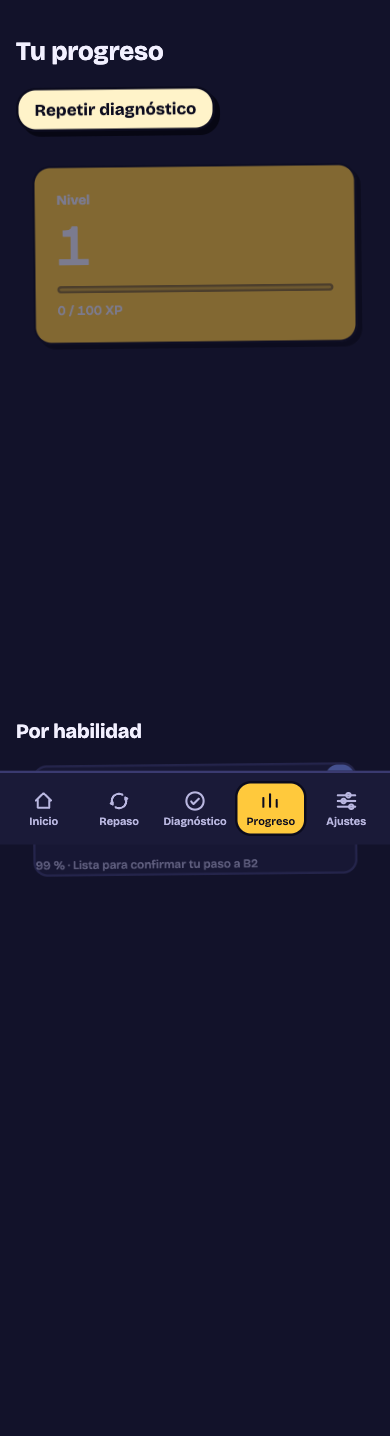 Tu progreso
Repetir diagnóstico
Nivel
1
0 / 100 XP
Por habilidad
Inicio
Repaso
Diagnóstico
Progreso
Ajustes
99 % · Lista para confirmar tu paso a B2